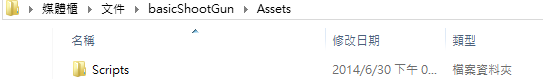 媒體櫃 ▸ 文件 ▸ basicShootGun ▸ Assets
名稱 修改日期 類型
Scripts 2014/6/30 下午 0... 檔案資料夾